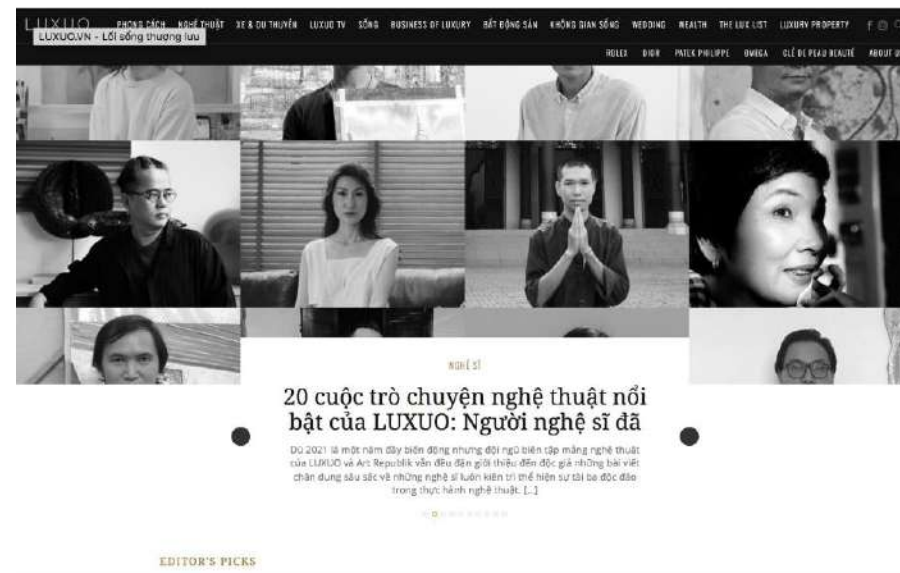 LUXUO PHONG CÁCH NGHỆ THUẬT XE & DU THUYỀN LUXUO TV SỐNG BUSINESS OF LUXURY BẤT ĐỘNG SẢN KHÔNG GIAN SỐNG WEDDING WEALTH THE LUX LIST LUXURY PROPERTY
LUXUO.VN - Lối sống thượng lưu
ROLEX DIOR PATEK PHILIPPE OMEGA CLÉ DE PEAU BEAUTÉ ABOUT U
NGHỆ SĨ
20 cuộc trò chuyện nghệ thuật nổi
bật của LUXUO: Người nghệ sĩ đã
Dù 2021 là một năm đầy biến động nhưng đội ngũ biên tập mảng nghệ thuật
của LUXUO và Art Republik vẫn đều đặn giới thiệu đến độc giả những bài viết
chân dung sâu sắc về những nghệ sĩ luôn kiên trì thể hiện sự tài ba độc đáo
trong thực hành nghệ thuật. [...]
EDITOR'S PICKS